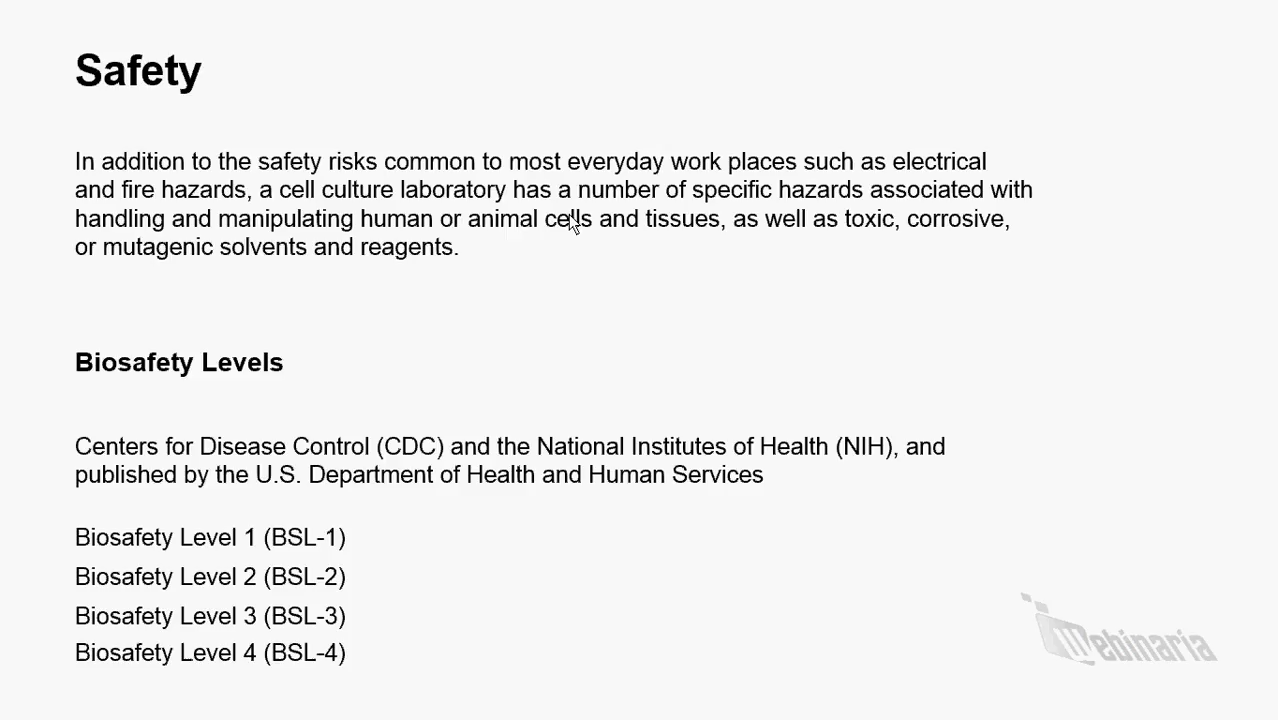 Safety
In addition to the safety risks common to most everyday work places such as electrical
and fire hazards, a cell culture laboratory has a number of specific hazards associated with
handling and manipulating human or animal cells and tissues, as well as toxic, corrosive,
or mutagenic solvents and reagents.
Biosafety Levels
Centers for Disease Control (CDC) and the National Institutes of Health (NIH), and
published by the U.S. Department of Health and Human Services
Biosafety Level 1 (BSL-1)
Biosafety Level 2 (BSL-2)
Biosafety Level 3 (BSL-3)
Biosafety Level 4 (BSL-4)
Webinaria